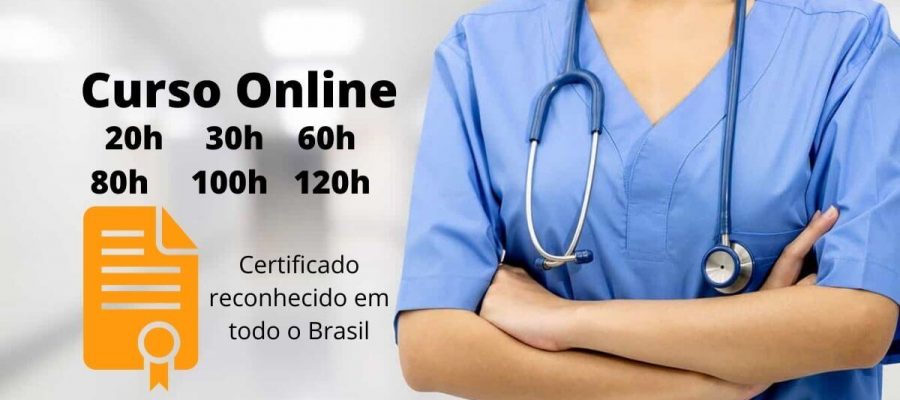 Curso Online
20h 30h 60h
80h 100h 120h
Certificado
reconhecido em
todo o Brasil